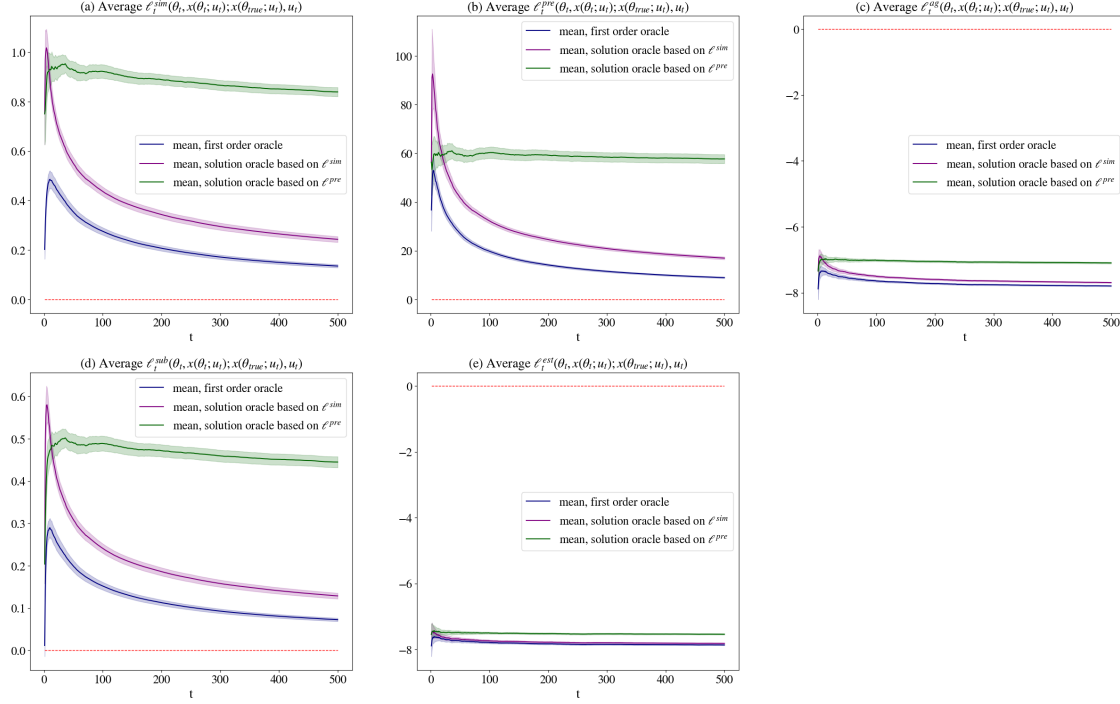 (a) Average ℓ_t^{sim}(θ_t, x(θ_t; u_t); x(θ_{true}; u_t), u_t)
1.0
0.8
0.6
0.4
0.2
0.0
mean, first order oracle
mean, solution oracle based on ℓ^{sim}
mean, solution oracle based on ℓ^{pre}
0 100 200 300 400 500
t
(b) Average ℓ_t^{pre}(θ_t, x(θ_t; u_t); x(θ_{true}; u_t), u_t)
100
80
60
40
20
0
mean, first order oracle
mean, solution oracle based on ℓ^{sim}
mean, solution oracle based on ℓ^{pre}
0 100 200 300 400 500
t
(c) Average ℓ_t^{ag}(θ_t, x(θ_t; u_t); x(θ_{true}; u_t), u_t)
0
−2
−4
−6
−8
mean, first order oracle
mean, solution oracle based on ℓ^{sim}
mean, solution oracle based on ℓ^{pre}
0 100 200 300 400 500
t
(d) Average ℓ_t^{sub}(θ_t, x(θ_t; u_t); x(θ_{true}; u_t), u_t)
0.6
0.5
0.4
0.3
0.2
0.1
0.0
mean, first order oracle
mean, solution oracle based on ℓ^{sim}
mean, solution oracle based on ℓ^{pre}
0 100 200 300 400 500
t
(e) Average ℓ_t^{est}(θ_t, x(θ_t; u_t); x(θ_{true}; u_t), u_t)
0
−2
−4
−6
−8
mean, first order oracle
mean, solution oracle based on ℓ^{sim}
mean, solution oracle based on ℓ^{pre}
0 100 200 300 400 500
t